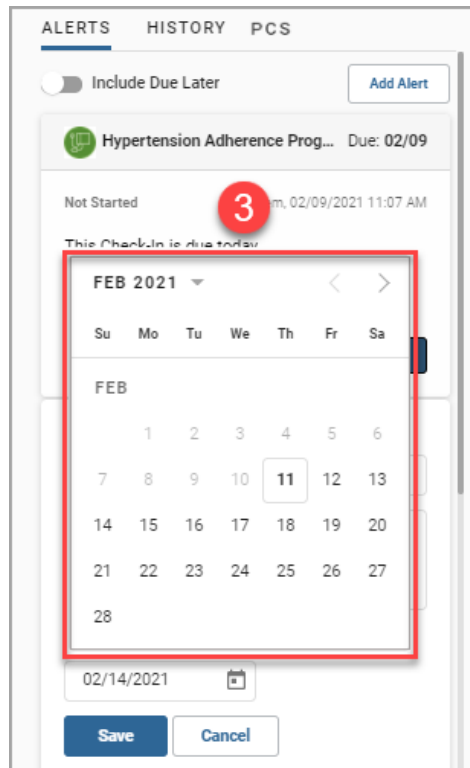 ALERTS HISTORY PCS
Include Due Later Add Alert
Hypertension Adherence Prog... Due: 02/09
Not Started 3 m, 02/09/2021 11:07 AM
This Check-In is due today
FEB 2021
Su Mo Tu We Th Fr Sa
FEB
1 2 3 4 5 6
7 8 9 10 11 12 13
14 15 16 17 18 19 20
21 22 23 24 25 26 27
28
02/14/2021
Save Cancel